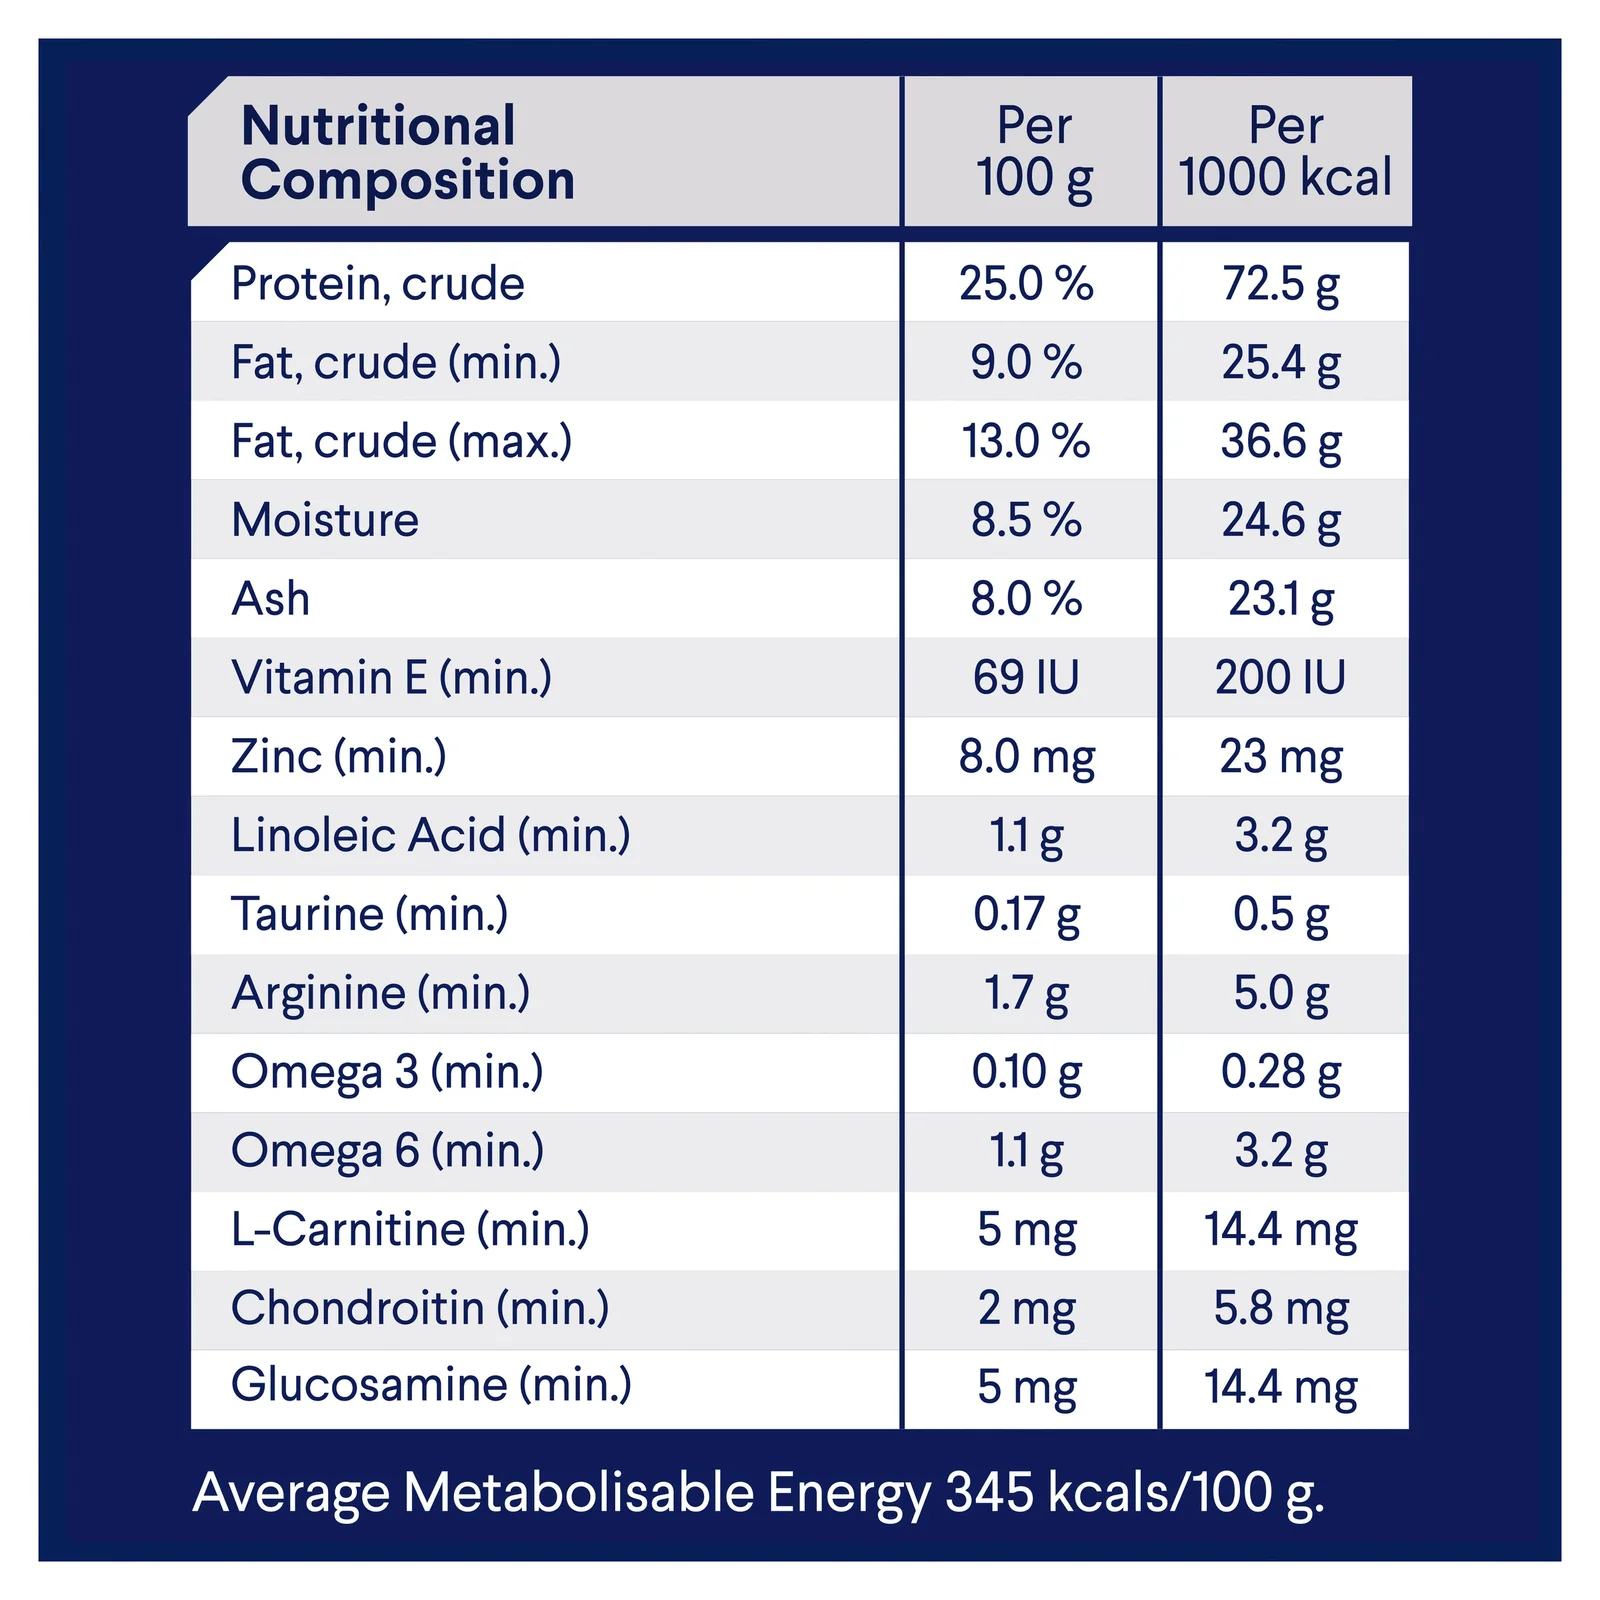 Nutritional
Composition
Per
100 g
Per
1000 kcal
Protein, crude 25.0 % 72.5 g
Fat, crude (min.) 9.0 % 25.4 g
Fat, crude (max.) 13.0 % 36.6 g
Moisture 8.5 % 24.6 g
Ash 8.0 % 23.1 g
Vitamin E (min.) 69 IU 200 IU
Zinc (min.) 8.0 mg 23 mg
Linoleic Acid (min.) 1.1 g 3.2 g
Taurine (min.) 0.17 g 0.5 g
Arginine (min.) 1.7 g 5.0 g
Omega 3 (min.) 0.10 g 0.28 g
Omega 6 (min.) 1.1 g 3.2 g
L-Carnitine (min.) 5 mg 14.4 mg
Chondroitin (min.) 2 mg 5.8 mg
Glucosamine (min.) 5 mg 14.4 mg
Average Metabolisable Energy 345 kcals/100 g.